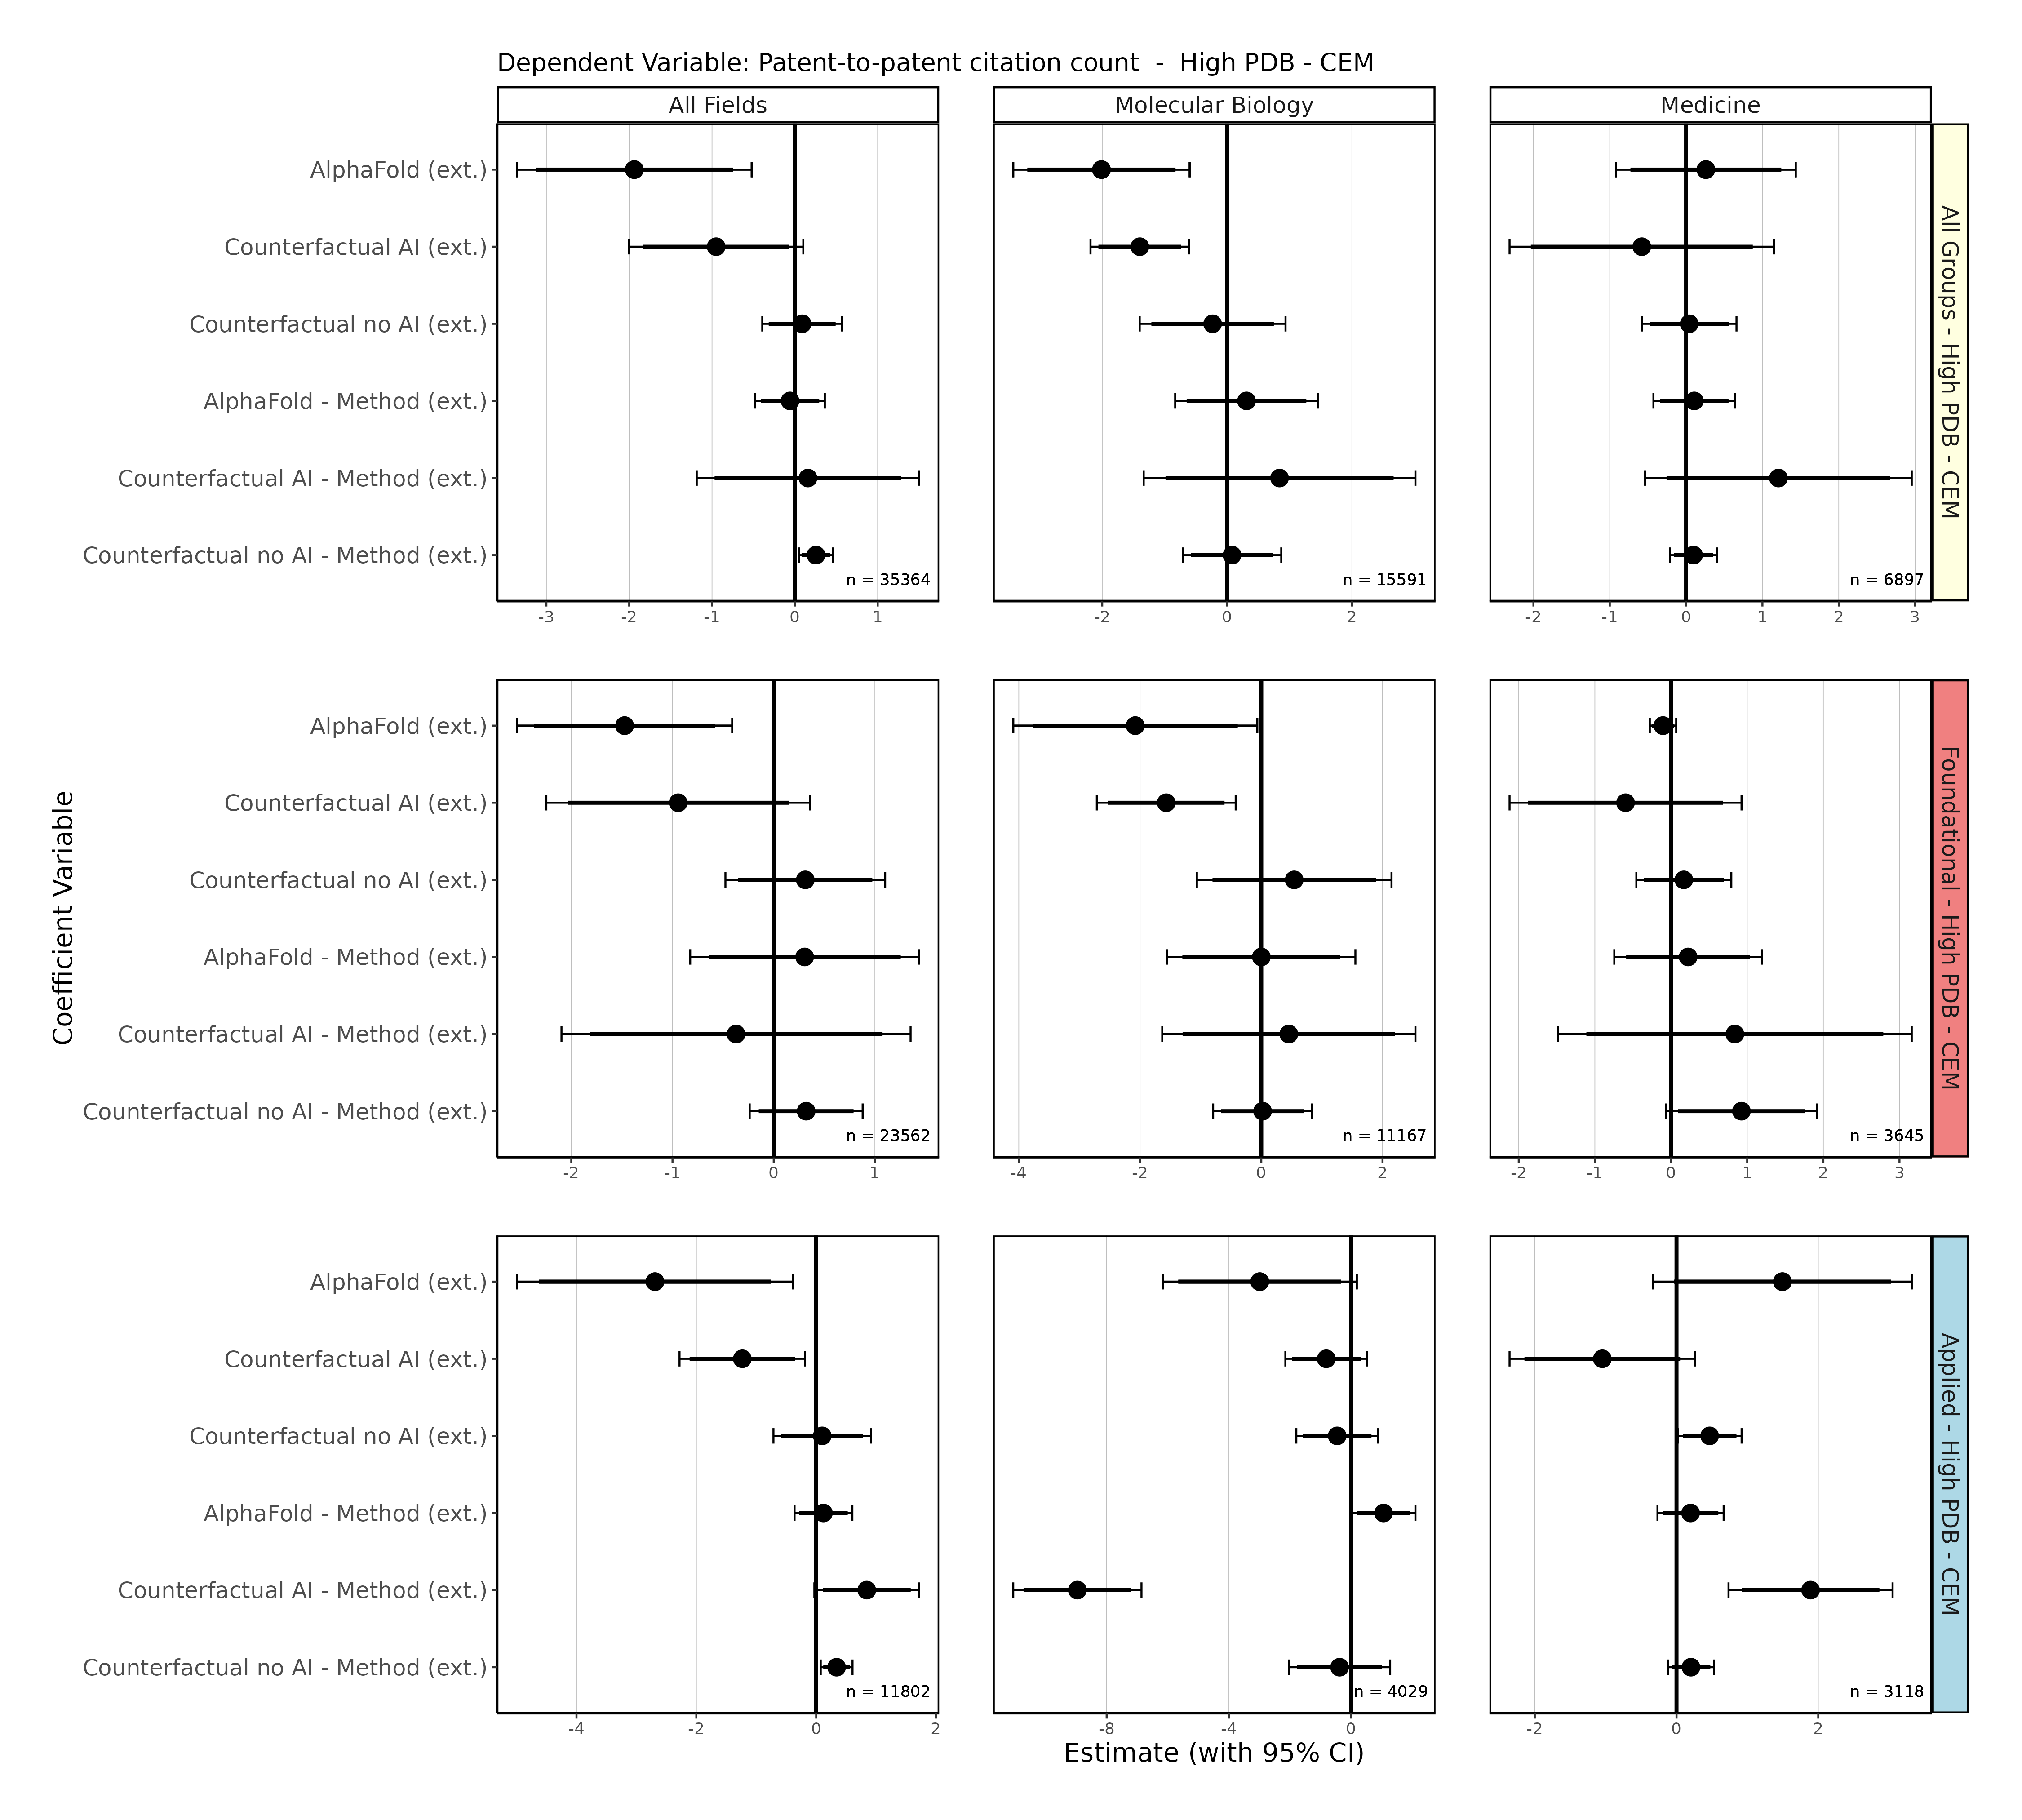 Dependent Variable: Patent-to-patent citation count - High PDB - CEM
All Fields
Molecular Biology
Medicine
AlphaFold (ext.)
Counterfactual AI (ext.)
Counterfactual no AI (ext.)
AlphaFold - Method (ext.)
Counterfactual AI - Method (ext.)
Counterfactual no AI - Method (ext.)
n = 35364
n = 15591
n = 6897
-3 -2 -1 0 1
-2 0 2
-2 -1 0 1 2 3
All Groups - High PDB - CEM
Coefficient Variable
AlphaFold (ext.)
Counterfactual AI (ext.)
Counterfactual no AI (ext.)
AlphaFold - Method (ext.)
Counterfactual AI - Method (ext.)
Counterfactual no AI - Method (ext.)
n = 23562
n = 11167
n = 3645
-2 -1 0 1
-4 -2 0 2
-2 -1 0 1 2 3
Foundational - High PDB - CEM
AlphaFold (ext.)
Counterfactual AI (ext.)
Counterfactual no AI (ext.)
AlphaFold - Method (ext.)
Counterfactual AI - Method (ext.)
Counterfactual no AI - Method (ext.)
n = 11802
n = 4029
n = 3118
-4 -2 0 2
-8 -4 0
-2 0 2
Applied - High PDB - CEM
Estimate (with 95% CI)